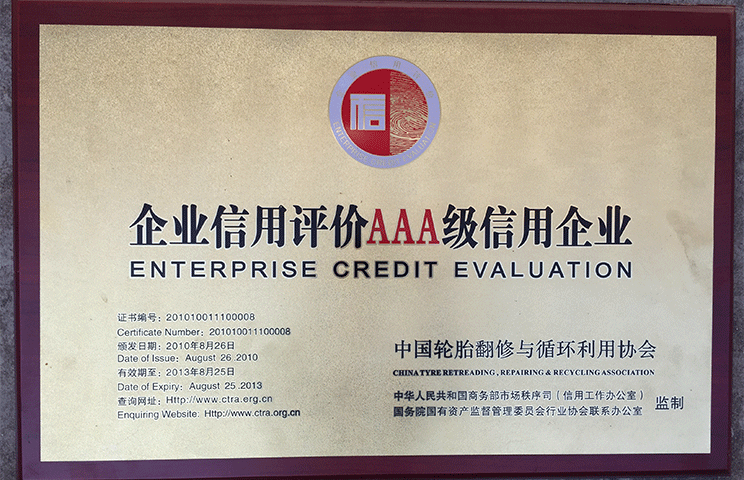 信
企业信用评价AAA级信用企业
ENTERPRISE CREDIT EVALUATION
证书编号：201010011100008
Certificate Number: 201010011100008
颁发日期：2010年8月26日
Date of Issue: August 26.2010
有效期至：2013年8月25日
Date of Expiry: August 25.2013
查询网址：Http://www.ctra.org.cn
Enquiring Website: Http://www.ctra.org.cn
中国轮胎翻修与循环利用协会
CHINA TYRE RETREADING , REPAIRING & RECYCLING ASSOCIATION
中华人民共和国商务部市场秩序司（信用工作办公室）
国务院国有资产监督管理委员会行业协会联系办公室
监制